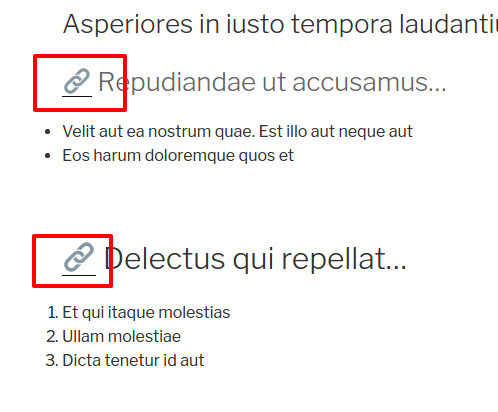 Asperiores in iusto tempora
🔗 Repudiandae ut accusamus...
• Velit aut ea nostrum quae. Est illo aut neque aut
• Eos harum doloremque quos et
🔗 Delectus qui repellat...
1. Et qui itaque molestias
2. Ullam molestiae
3. Dicta tenetur id aut